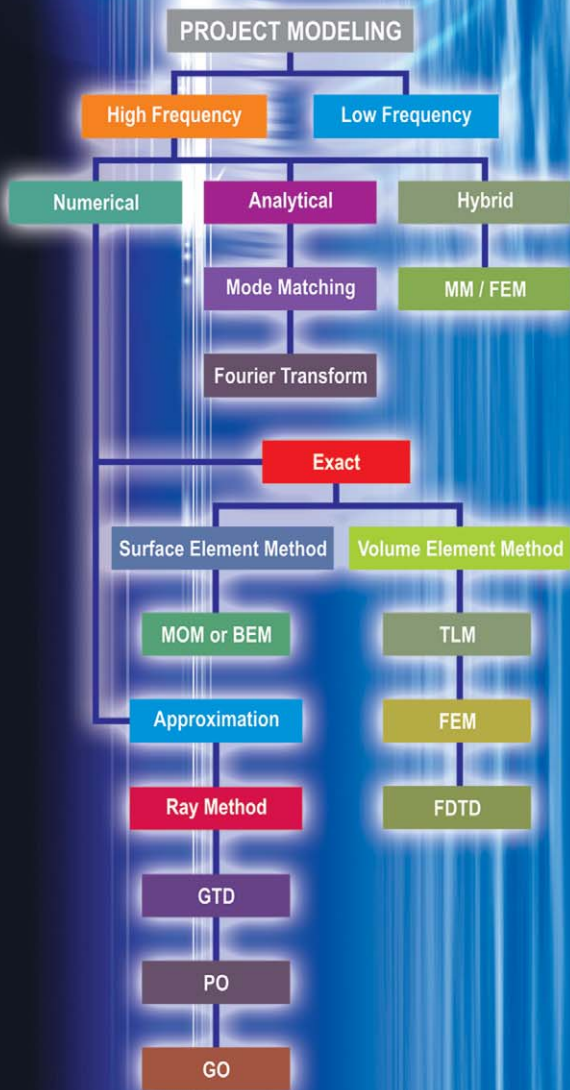 PROJECT MODELING
High Frequency
Low Frequency
Numerical
Analytical
Hybrid
Mode Matching
MM / FEM
Fourier Transform
Exact
Surface Element Method
Volume Element Method
MOM or BEM
TLM
Approximation
FEM
Ray Method
FDTD
GTD
PO
GO